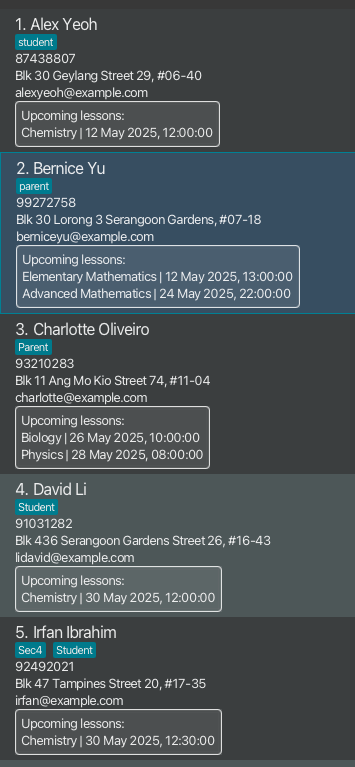 1. Alex Yeoh
student
87438807
Blk 30 Geylang Street 29, #06-40
alexyeoh@example.com
Upcoming lessons:
Chemistry | 12 May 2025, 12:00:00
2. Bernice Yu
parent
99272758
Blk 30 Lorong 3 Serangoon Gardens, #07-18
berniceyu@example.com
Upcoming lessons:
Elementary Mathematics | 12 May 2025, 13:00:00
Advanced Mathematics | 24 May 2025, 22:00:00
3. Charlotte Oliveiro
Parent
93210283
Blk 11 Ang Mo Kio Street 74, #11-04
charlotte@example.com
Upcoming lessons:
Biology | 26 May 2025, 10:00:00
Physics | 28 May 2025, 08:00:00
4. David Li
Student
91031282
Blk 436 Serangoon Gardens Street 26, #16-43
lidavid@example.com
Upcoming lessons:
Chemistry | 30 May 2025, 12:00:00
5. Irfan Ibrahim
Sec4 Student
92492021
Blk 47 Tampines Street 20, #17-35
irfan@example.com
Upcoming lessons:
Chemistry | 30 May 2025, 12:30:00